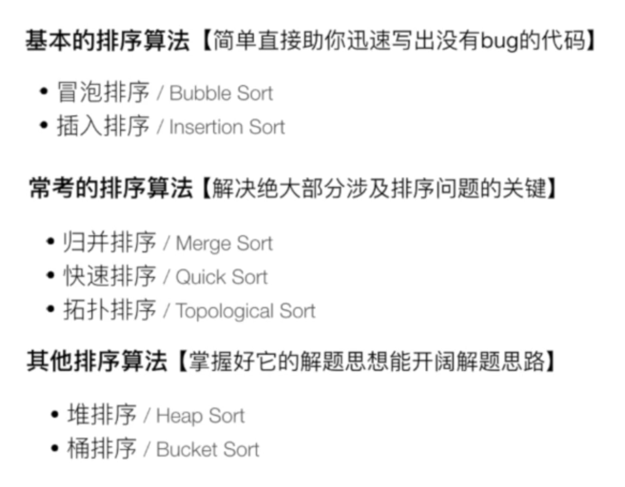 基本的排序算法【简单直接助你迅速写出没有bug的代码】
• 冒泡排序 / Bubble Sort
• 插入排序 / Insertion Sort
常考的排序算法【解决绝大部分涉及排序问题的关键】
• 归并排序 / Merge Sort
• 快速排序 / Quick Sort
• 拓扑排序 / Topological Sort
其他排序算法【掌握好它的解题思想能开阔解题思路】
• 堆排序 / Heap Sort
• 桶排序 / Bucket Sort